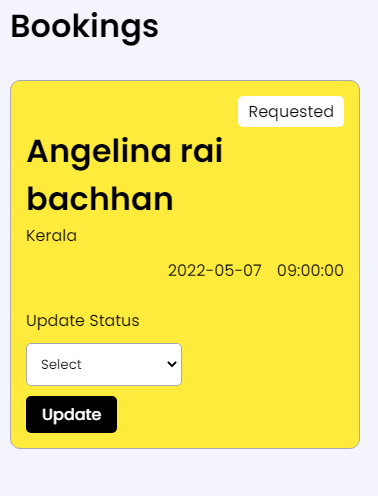 Bookings
Requested
Angelina rai
bachhan
Kerala
2022-05-07 09:00:00
Update Status
Select
Update